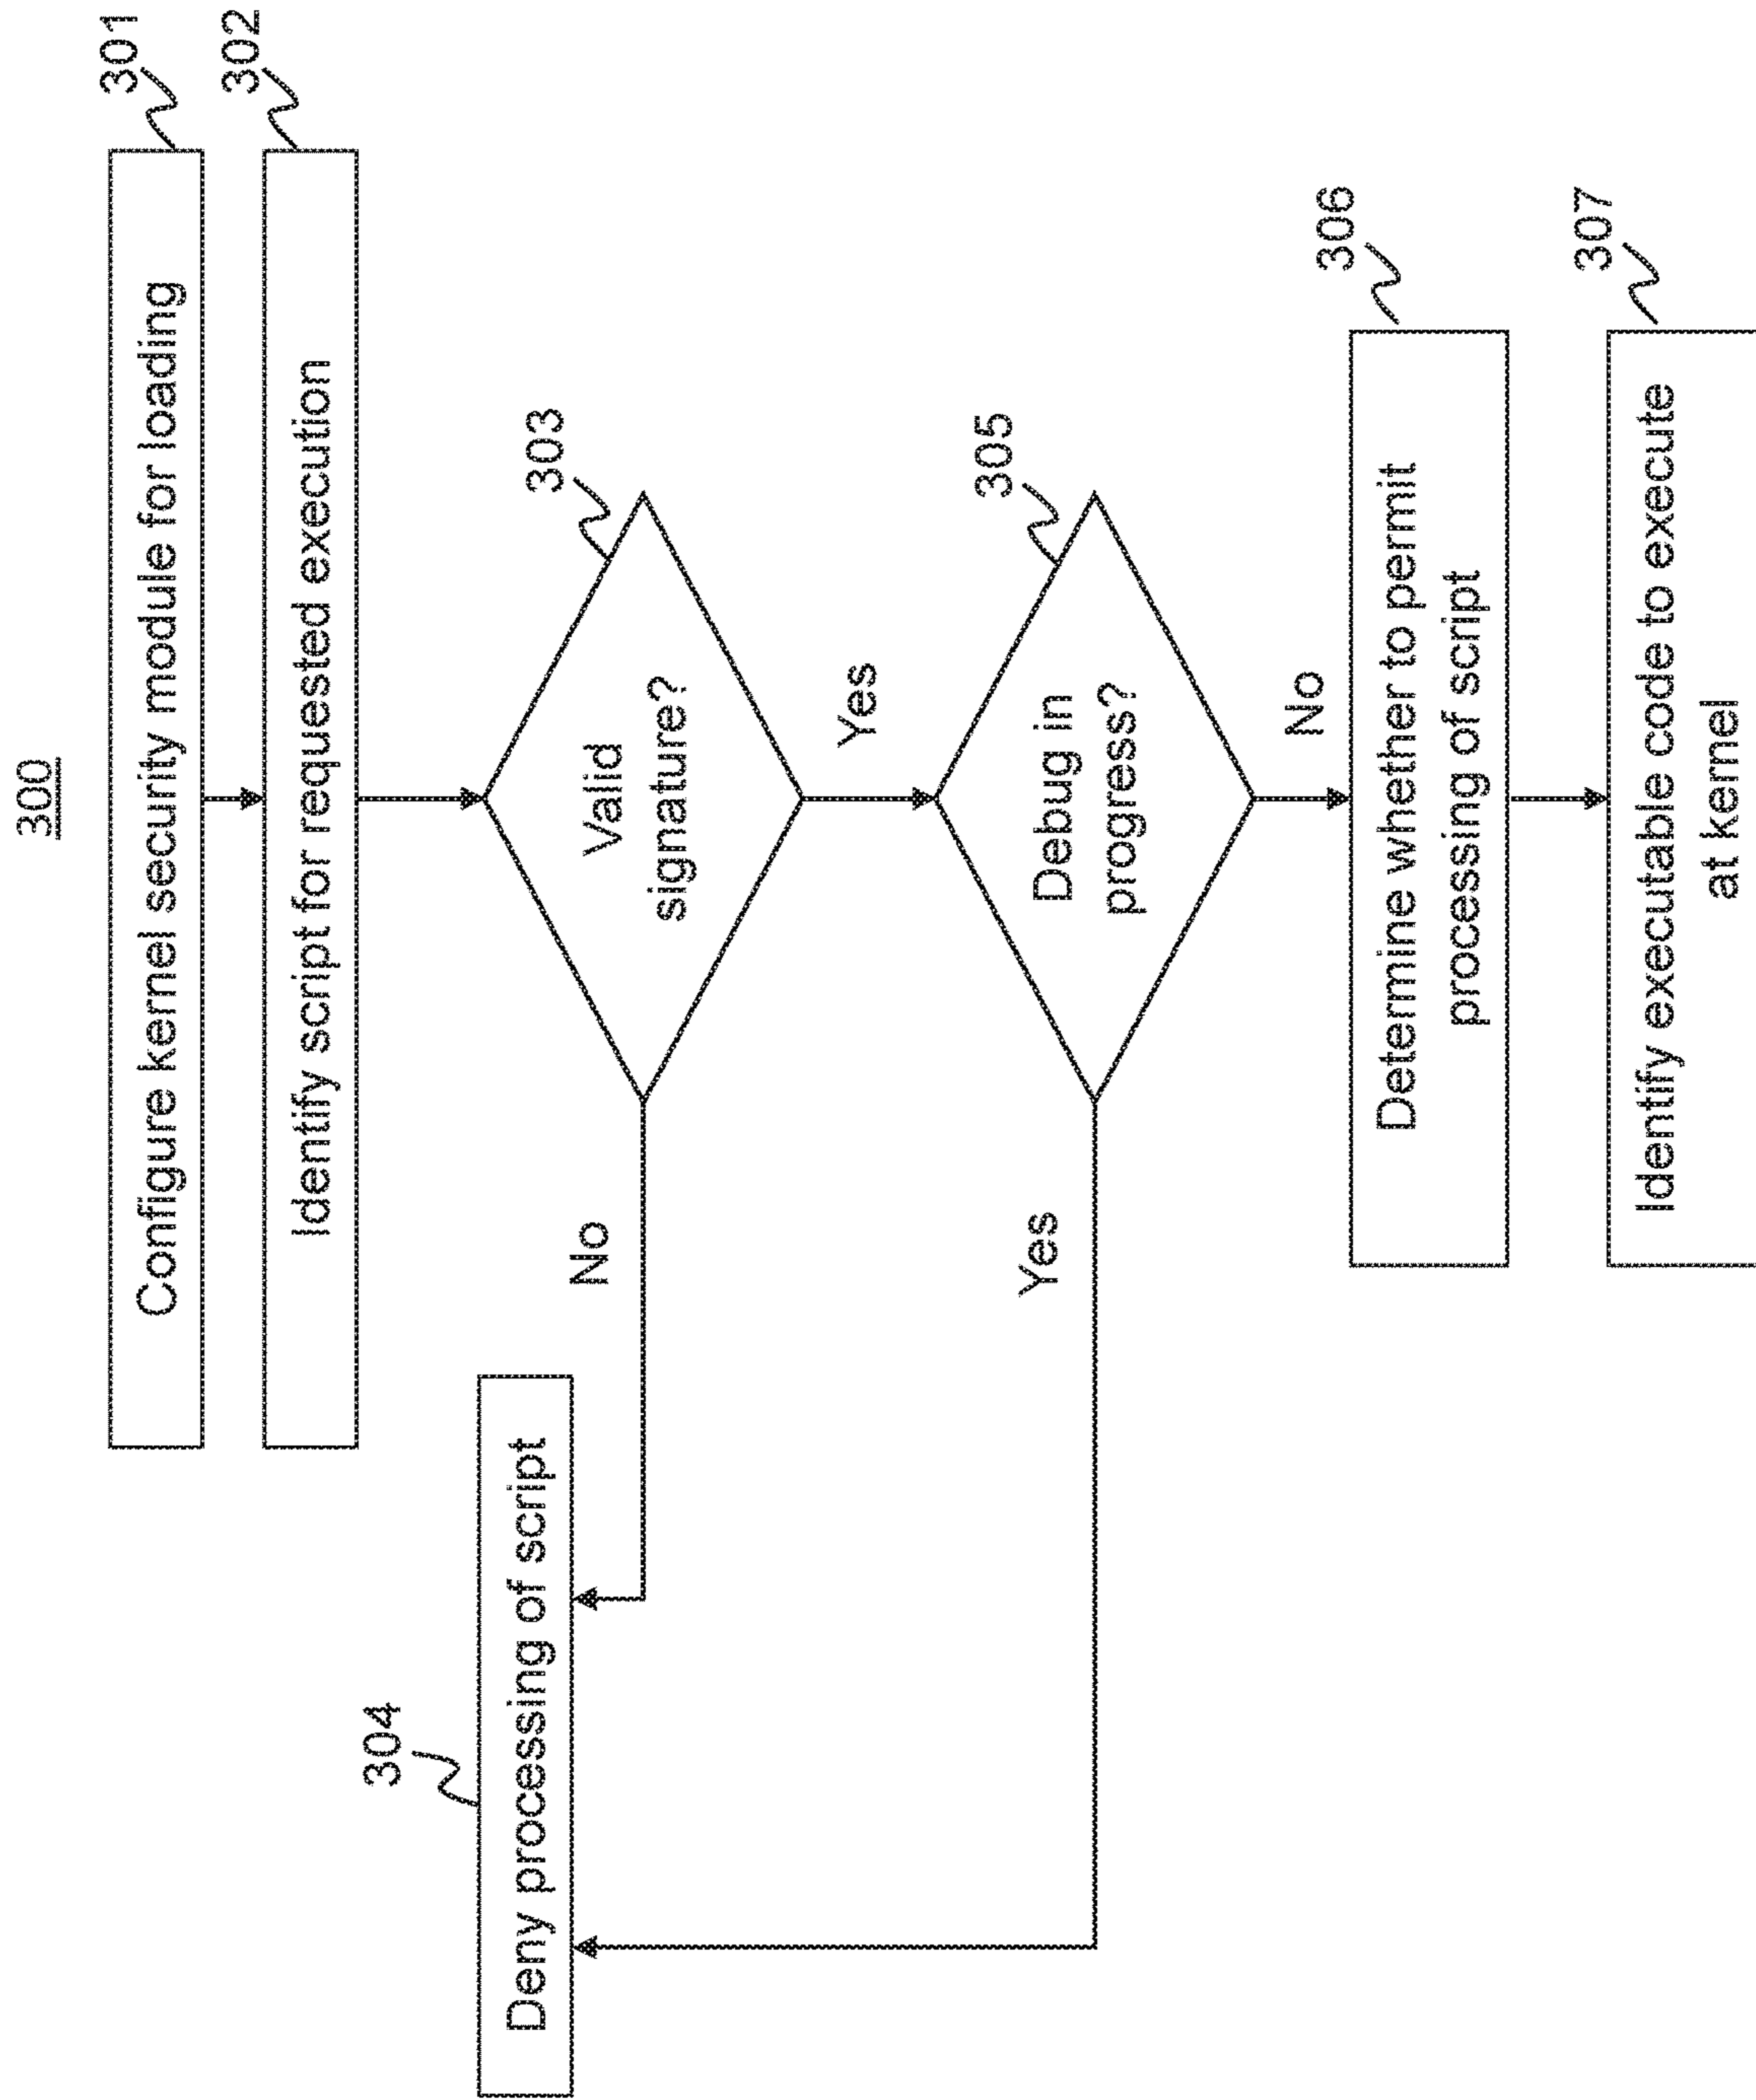 300
Configure kernel security module for loading
301
Identify script for requested execution
302
Valid
signature?
303
No
Yes
Deny processing of script
304
Debug in
progress?
305
Yes
No
Determine whether to permit
processing of script
306
Identify executable code to execute
at kernel
307